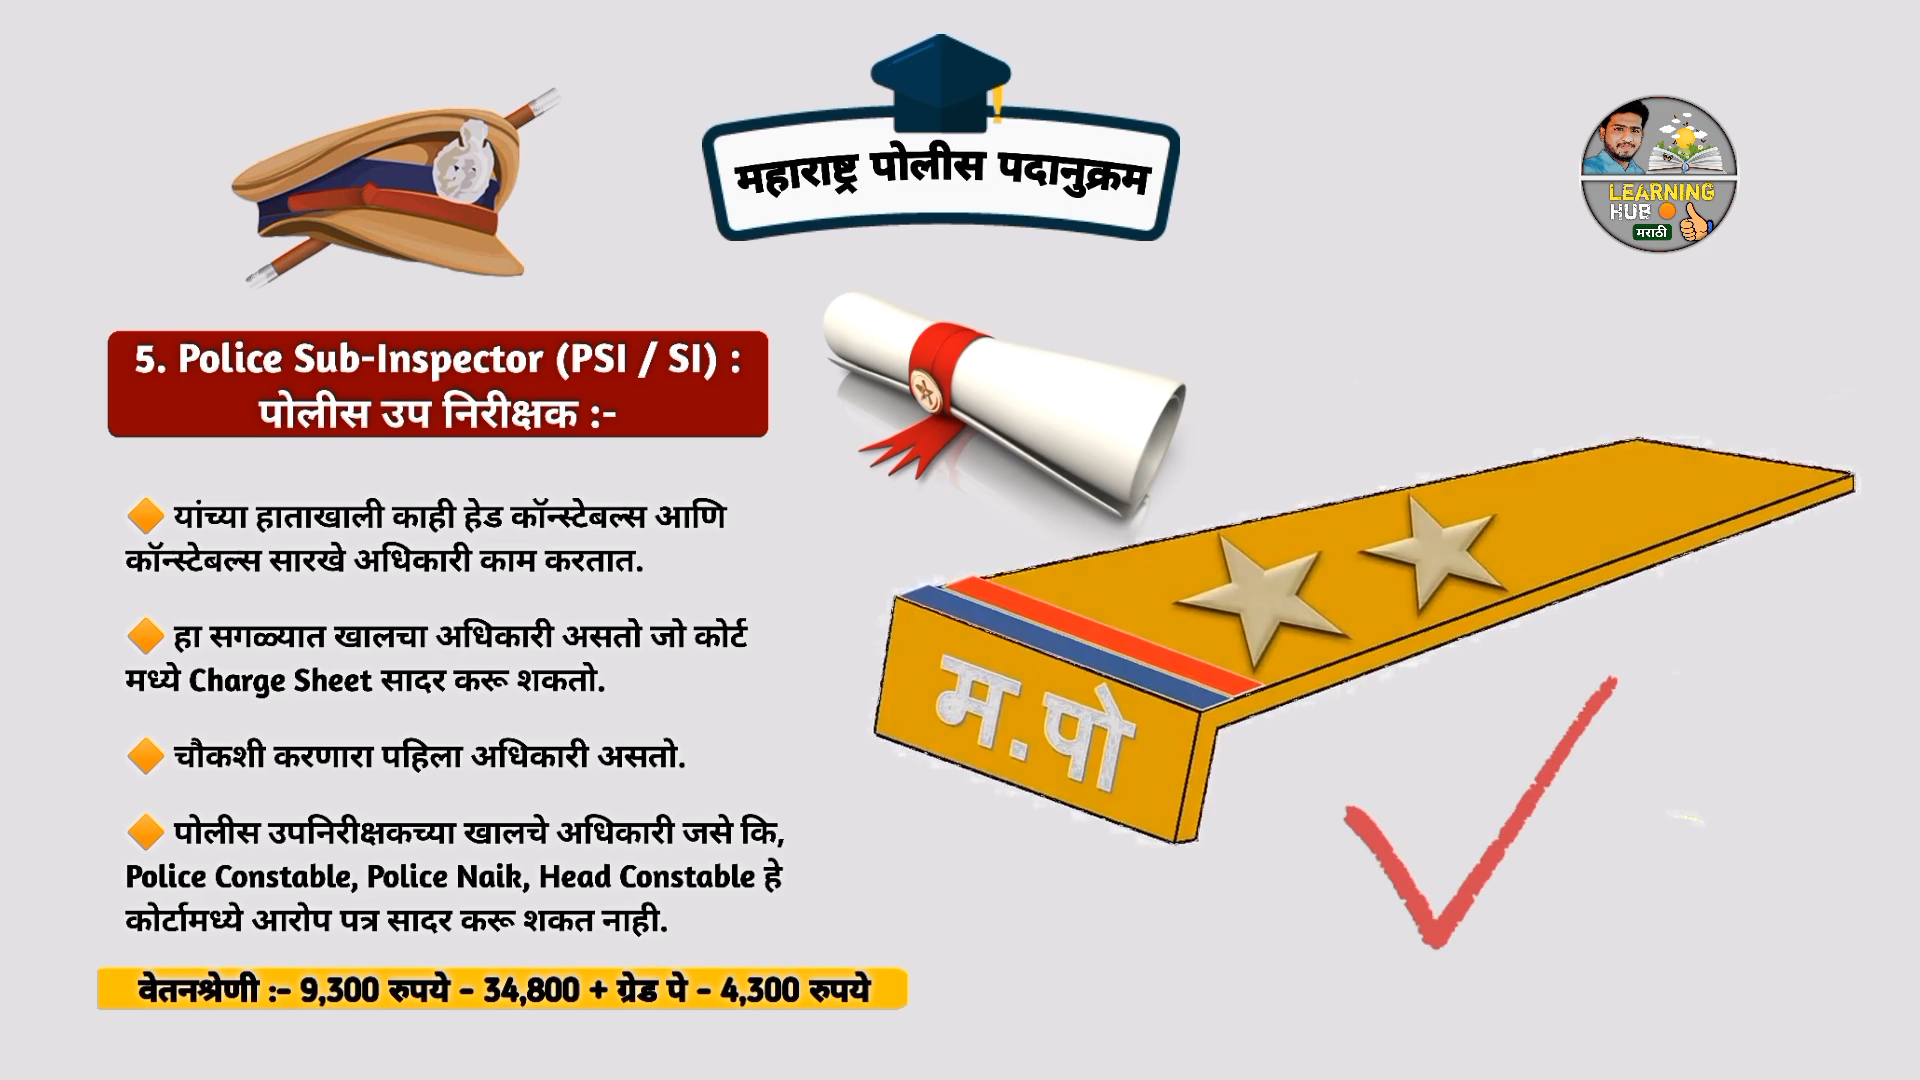 महाराष्ट्र पोलीस पदानुक्रम
LEARNING
HUB
मराठी
5. Police Sub-Inspector (PSI / SI) :
पोलीस उप निरीक्षक :-
🔶 यांच्या हाताखाली काही हेड कॉन्स्टेबल्स आणि
कॉन्स्टेबल्स सारखे अधिकारी काम करतात.
🔶 हा सगळ्यात खालचा अधिकारी असतो जो कोर्ट
मध्ये Charge Sheet सादर करू शकतो.
🔶 चौकशी करणारा पहिला अधिकारी असतो.
🔶 पोलीस उपनिरीक्षकच्या खालचे अधिकारी जसे कि,
Police Constable, Police Naik, Head Constable हे
कोर्टामध्ये आरोप पत्र सादर करू शकत नाही.
वेतनश्रेणी :- 9,300 रुपये - 34,800 + ग्रेड पे - 4,300 रुपये
म.पो